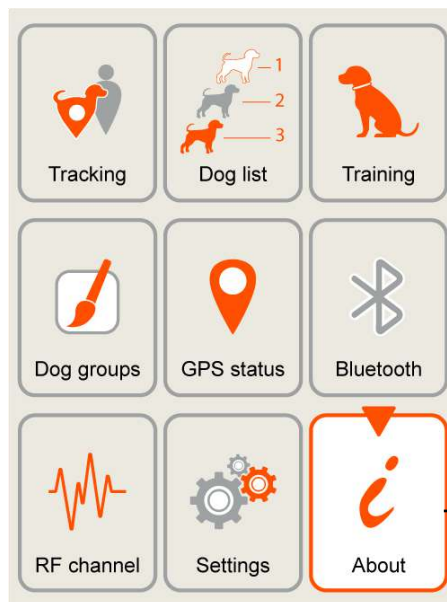 1
2
3
Tracking
Dog list
Training
Dog groups
GPS status
Bluetooth
RF channel
Settings
i
About